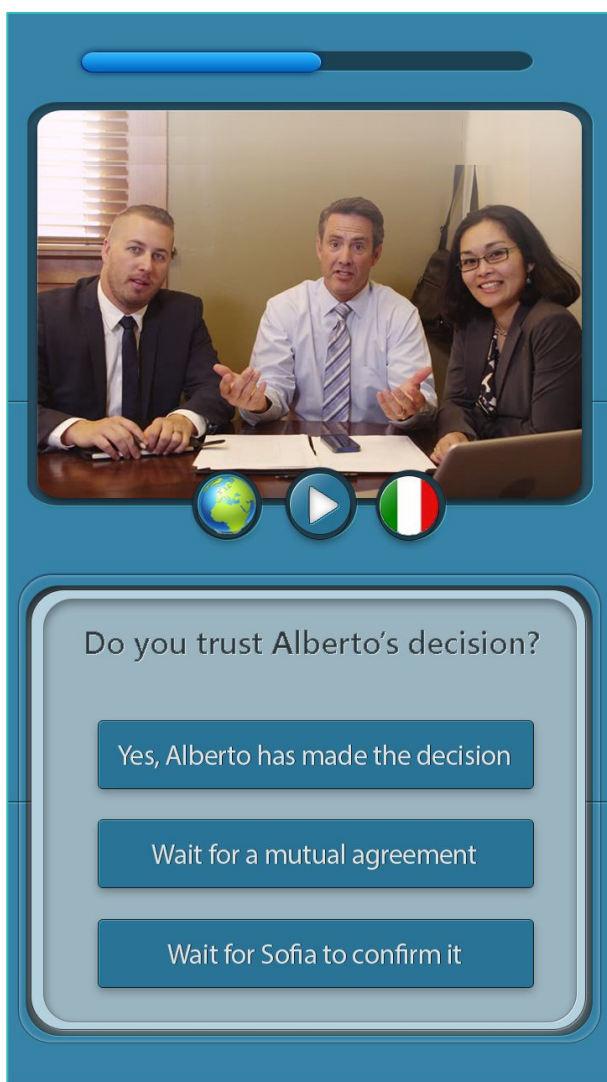 Do you trust Alberto's decision?
Yes, Alberto has made the decision
Wait for a mutual agreement
Wait for Sofia to confirm it